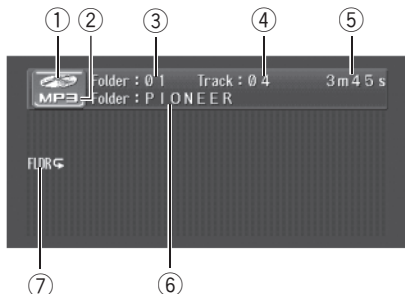 ① ② ③ ④ ⑤
Folder : 01 Track : 04 3m45s
MP3 Folder : PIONEER
FLDR
⑦ ⑥